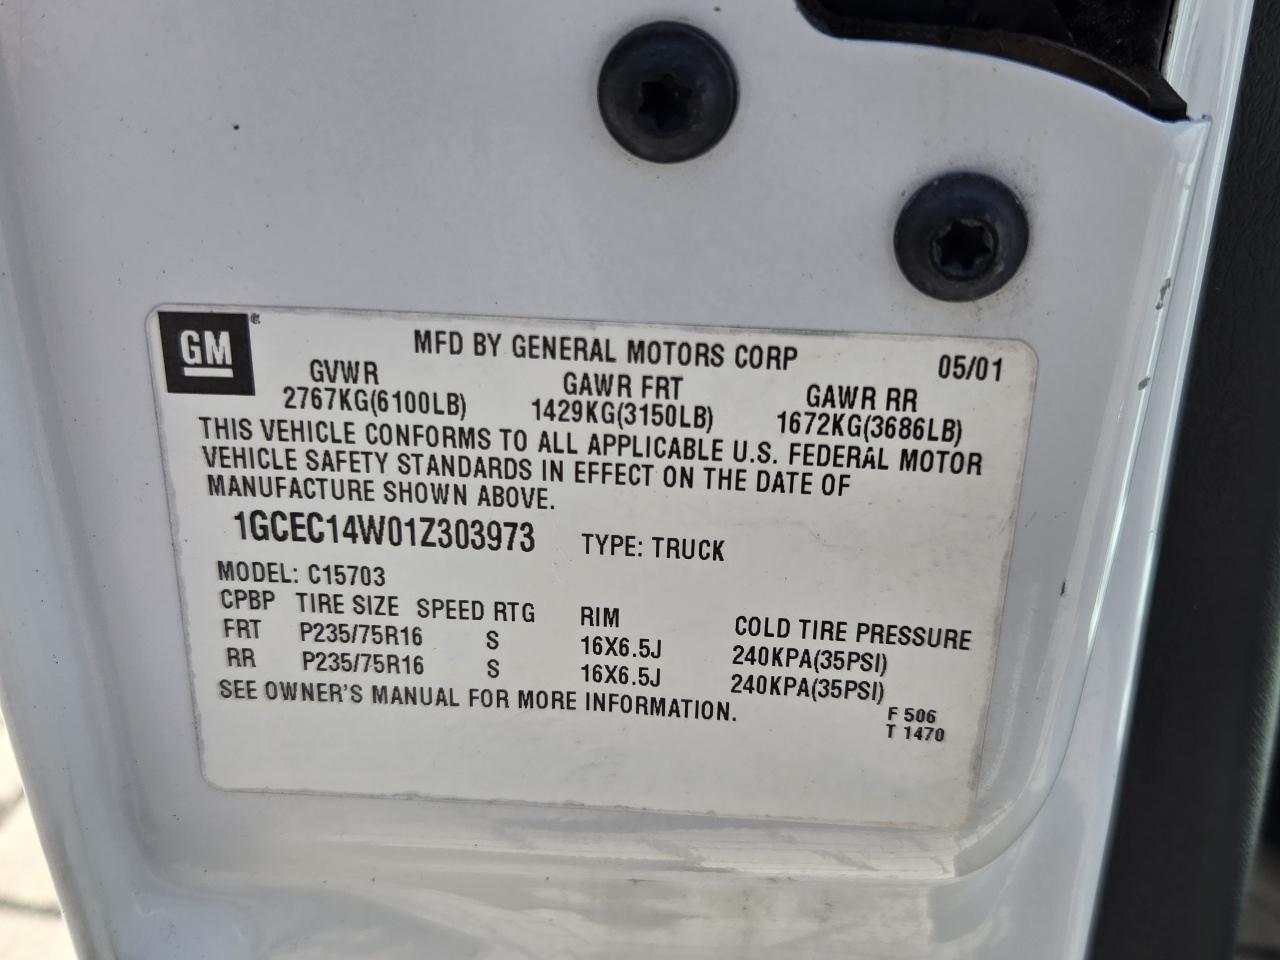 GM
MFD BY GENERAL MOTORS CORP 05/01
GVWR GAWR FRT GAWR RR
2767KG(6100LB) 1429KG(3150LB) 1672KG(3686LB)
THIS VEHICLE CONFORMS TO ALL APPLICABLE U.S. FEDERAL MOTOR
VEHICLE SAFETY STANDARDS IN EFFECT ON THE DATE OF
MANUFACTURE SHOWN ABOVE.
1GCEC14W01Z303973 TYPE: TRUCK
MODEL: C15703
CPBP TIRE SIZE SPEED RTG RIM COLD TIRE PRESSURE
FRT P235/75R16 S 16X6.5J 240KPA(35PSI)
RR P235/75R16 S 16X6.5J 240KPA(35PSI)
SEE OWNER'S MANUAL FOR MORE INFORMATION.
F 506
T 1470